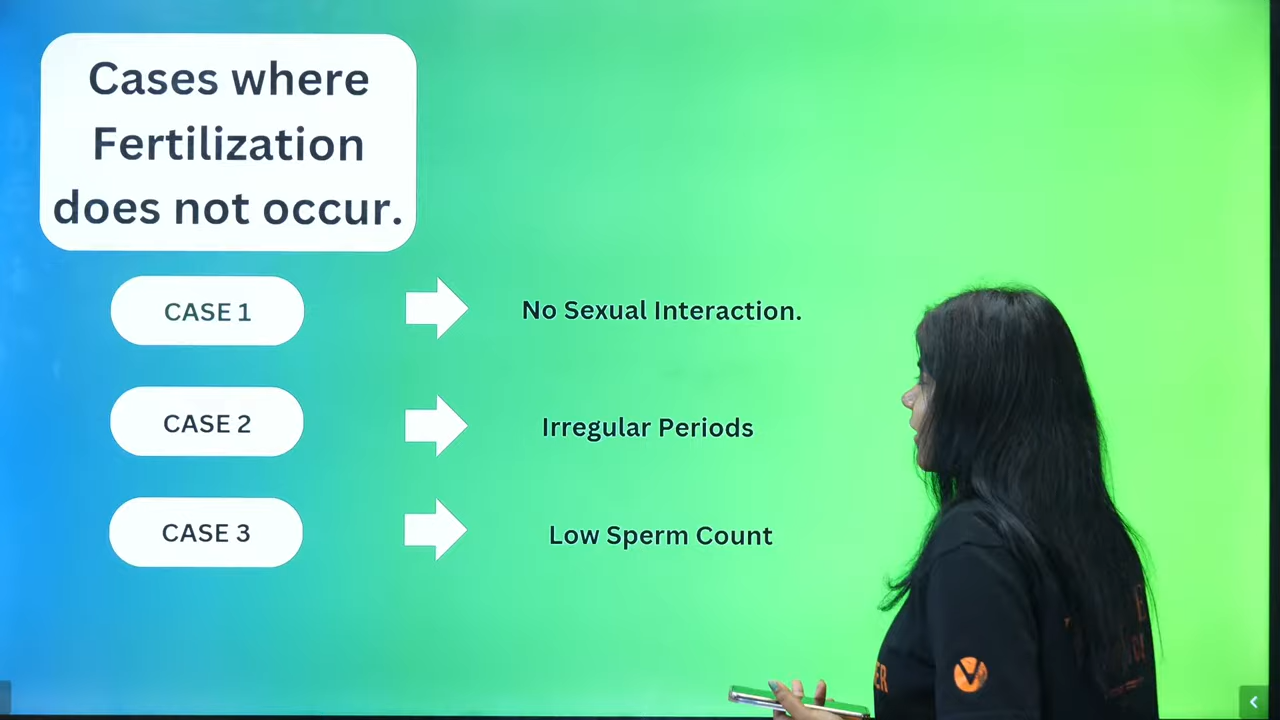 Cases where
Fertilization
does not occur.
CASE 1
No Sexual Interaction.
CASE 2
Irregular Periods
CASE 3
Low Sperm Count
ER